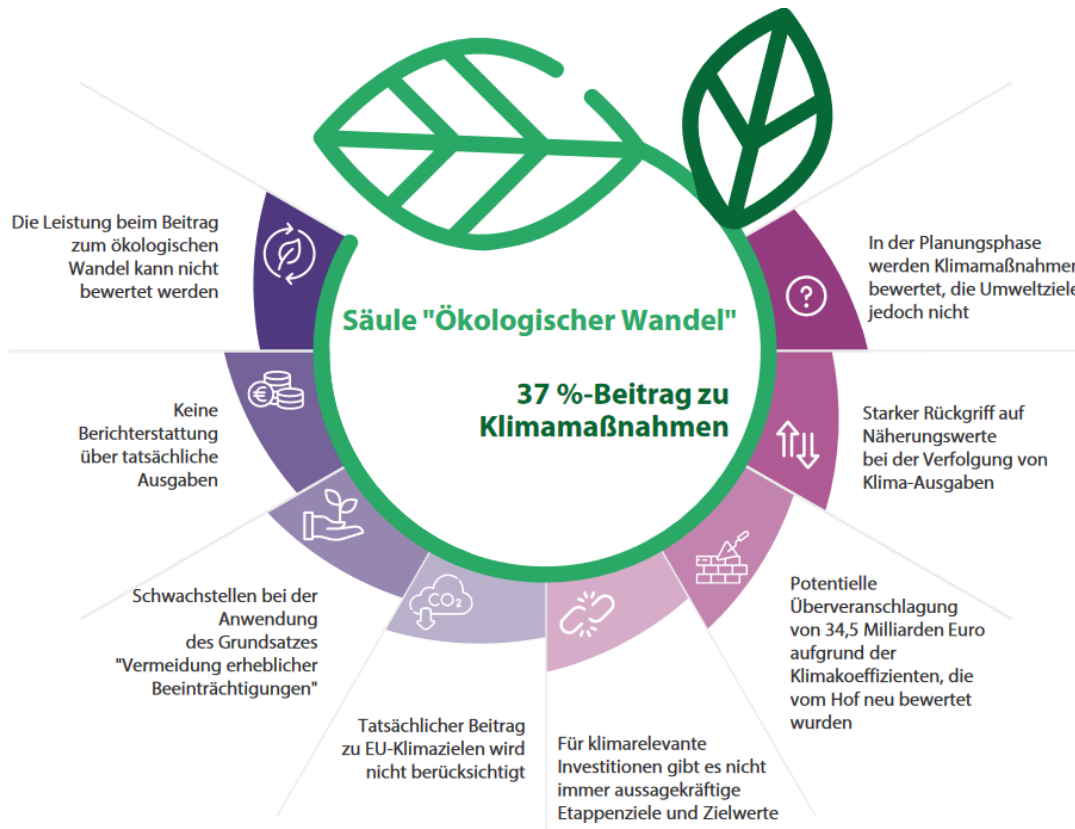 Säule "Ökologischer Wandel"
37 %-Beitrag zu
Klimamaßnahmen
In der Planungsphase
werden Klimamaßnahmen
bewertet, die Umweltziele
jedoch nicht
Starker Rückgriff auf
Näherungswerte
bei der Verfolgung von
Klima-Ausgaben
Potentielle
Überveranschlagung
von 34,5 Milliarden Euro
aufgrund der
Klimakoeffizienten, die
vom Hof neu bewertet
wurden
Für klimarelevante
Investitionen gibt es nicht
immer aussagekräftige
Etappenziele und Zielwerte
Tatsächlicher Beitrag
zu EU-Klimazielen wird
nicht berücksichtigt
CO2
Schwachstellen bei der
Anwendung
des Grundsatzes
"Vermeidung erheblicher
Beeinträchtigungen"
Keine
Berichterstattung
über tatsächliche
Ausgaben
€
Die Leistung beim Beitrag
zum ökologischen
Wandel kann nicht
bewertet werden
?